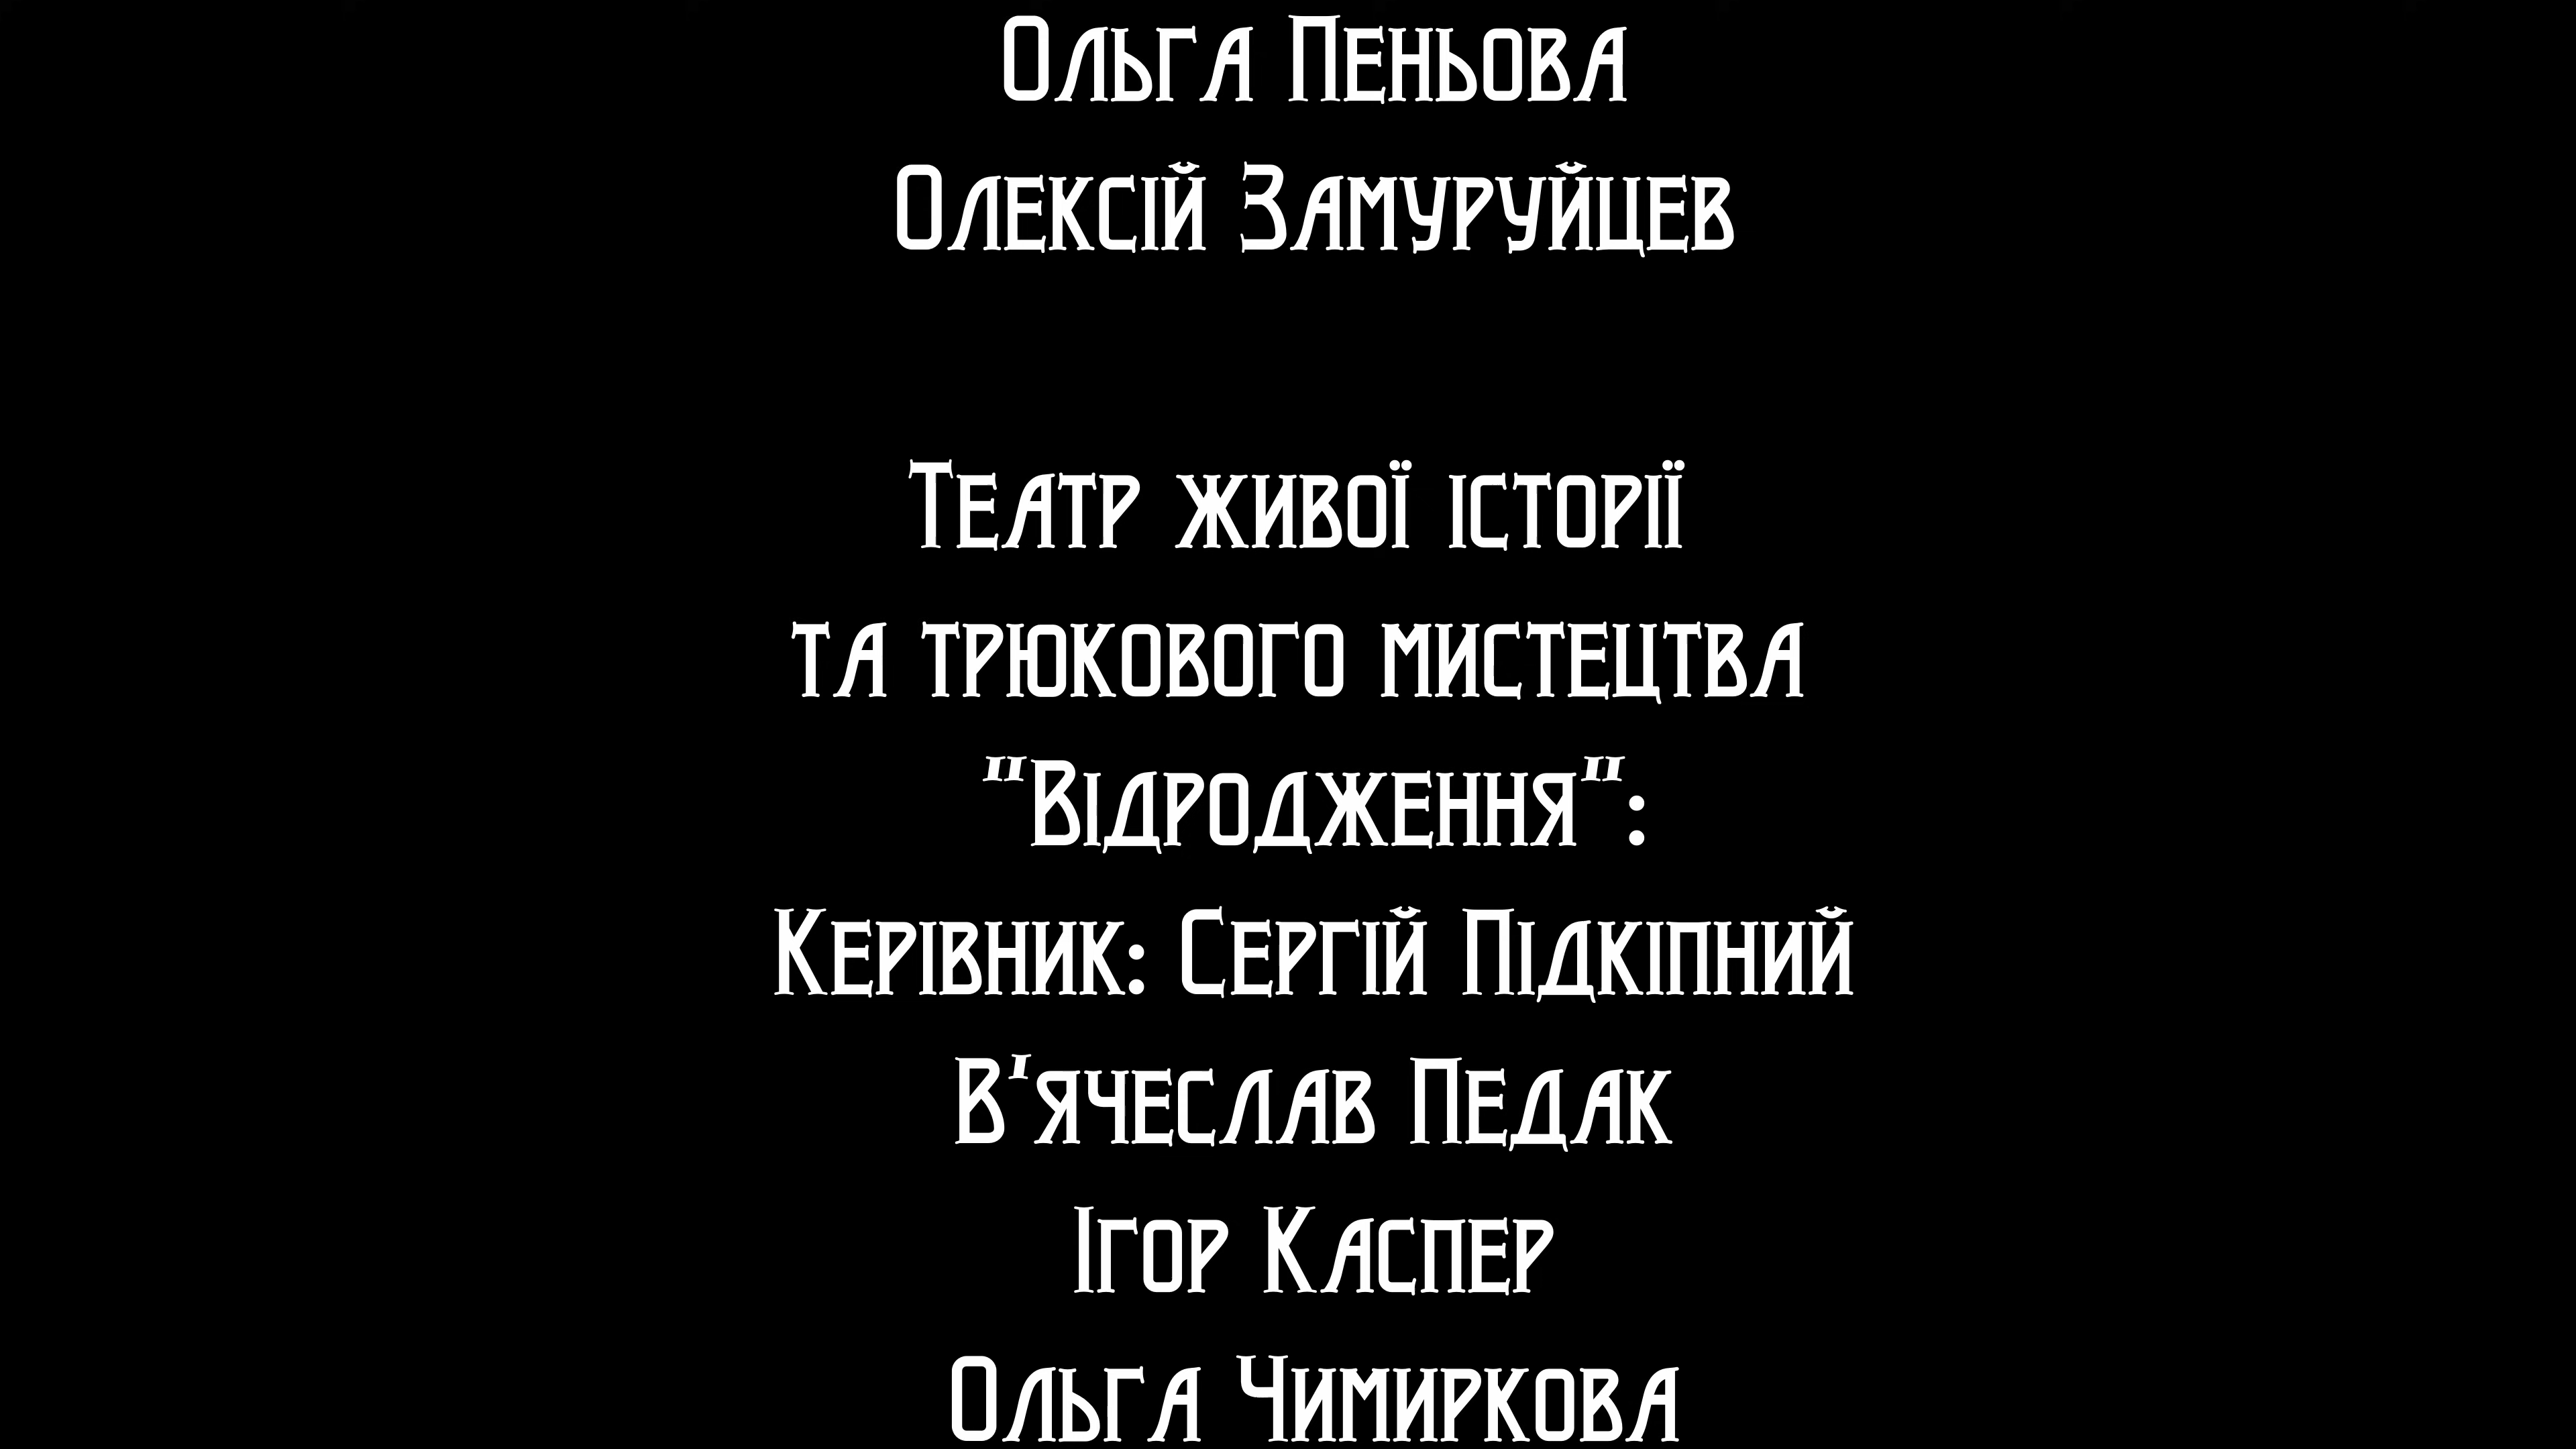 Ольга Пеньова
Олексій Замуруйцев
Театр живої історії
та трюкового мистецтва
"Відродження":
Керівник: Сергій Підкіпний
В'ячеслав Педак
Ігор Каспер
Ольга Чимиркова